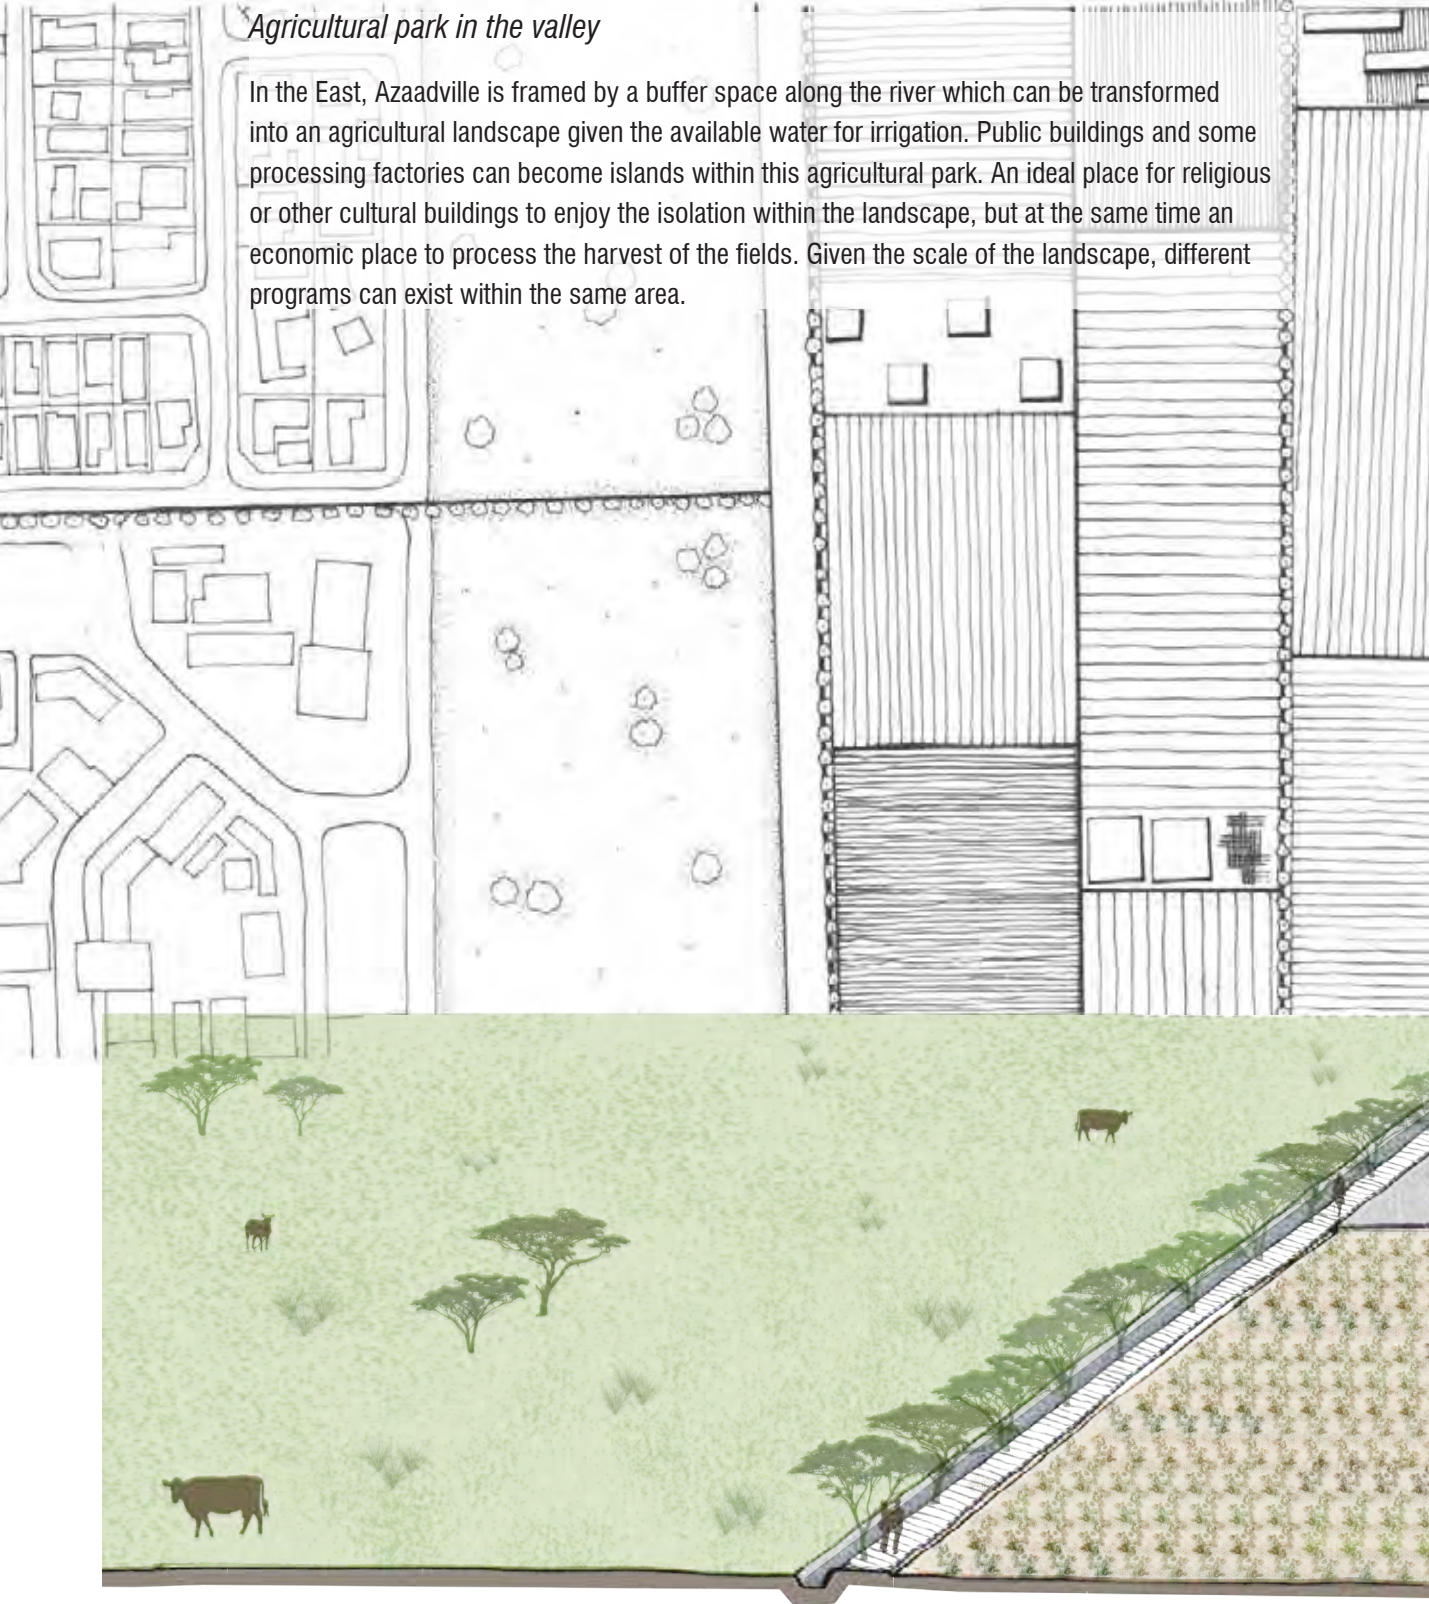 Agricultural park in the valley
In the East, Azaadville is framed by a buffer space along the river which can be transformed
into an agricultural landscape given the available water for irrigation. Public buildings and some
processing factories can become islands within this agricultural park. An ideal place for religious
or other cultural buildings to enjoy the isolation within the landscape, but at the same time an
economic place to process the harvest of the fields. Given the scale of the landscape, different
programs can exist within the same area.